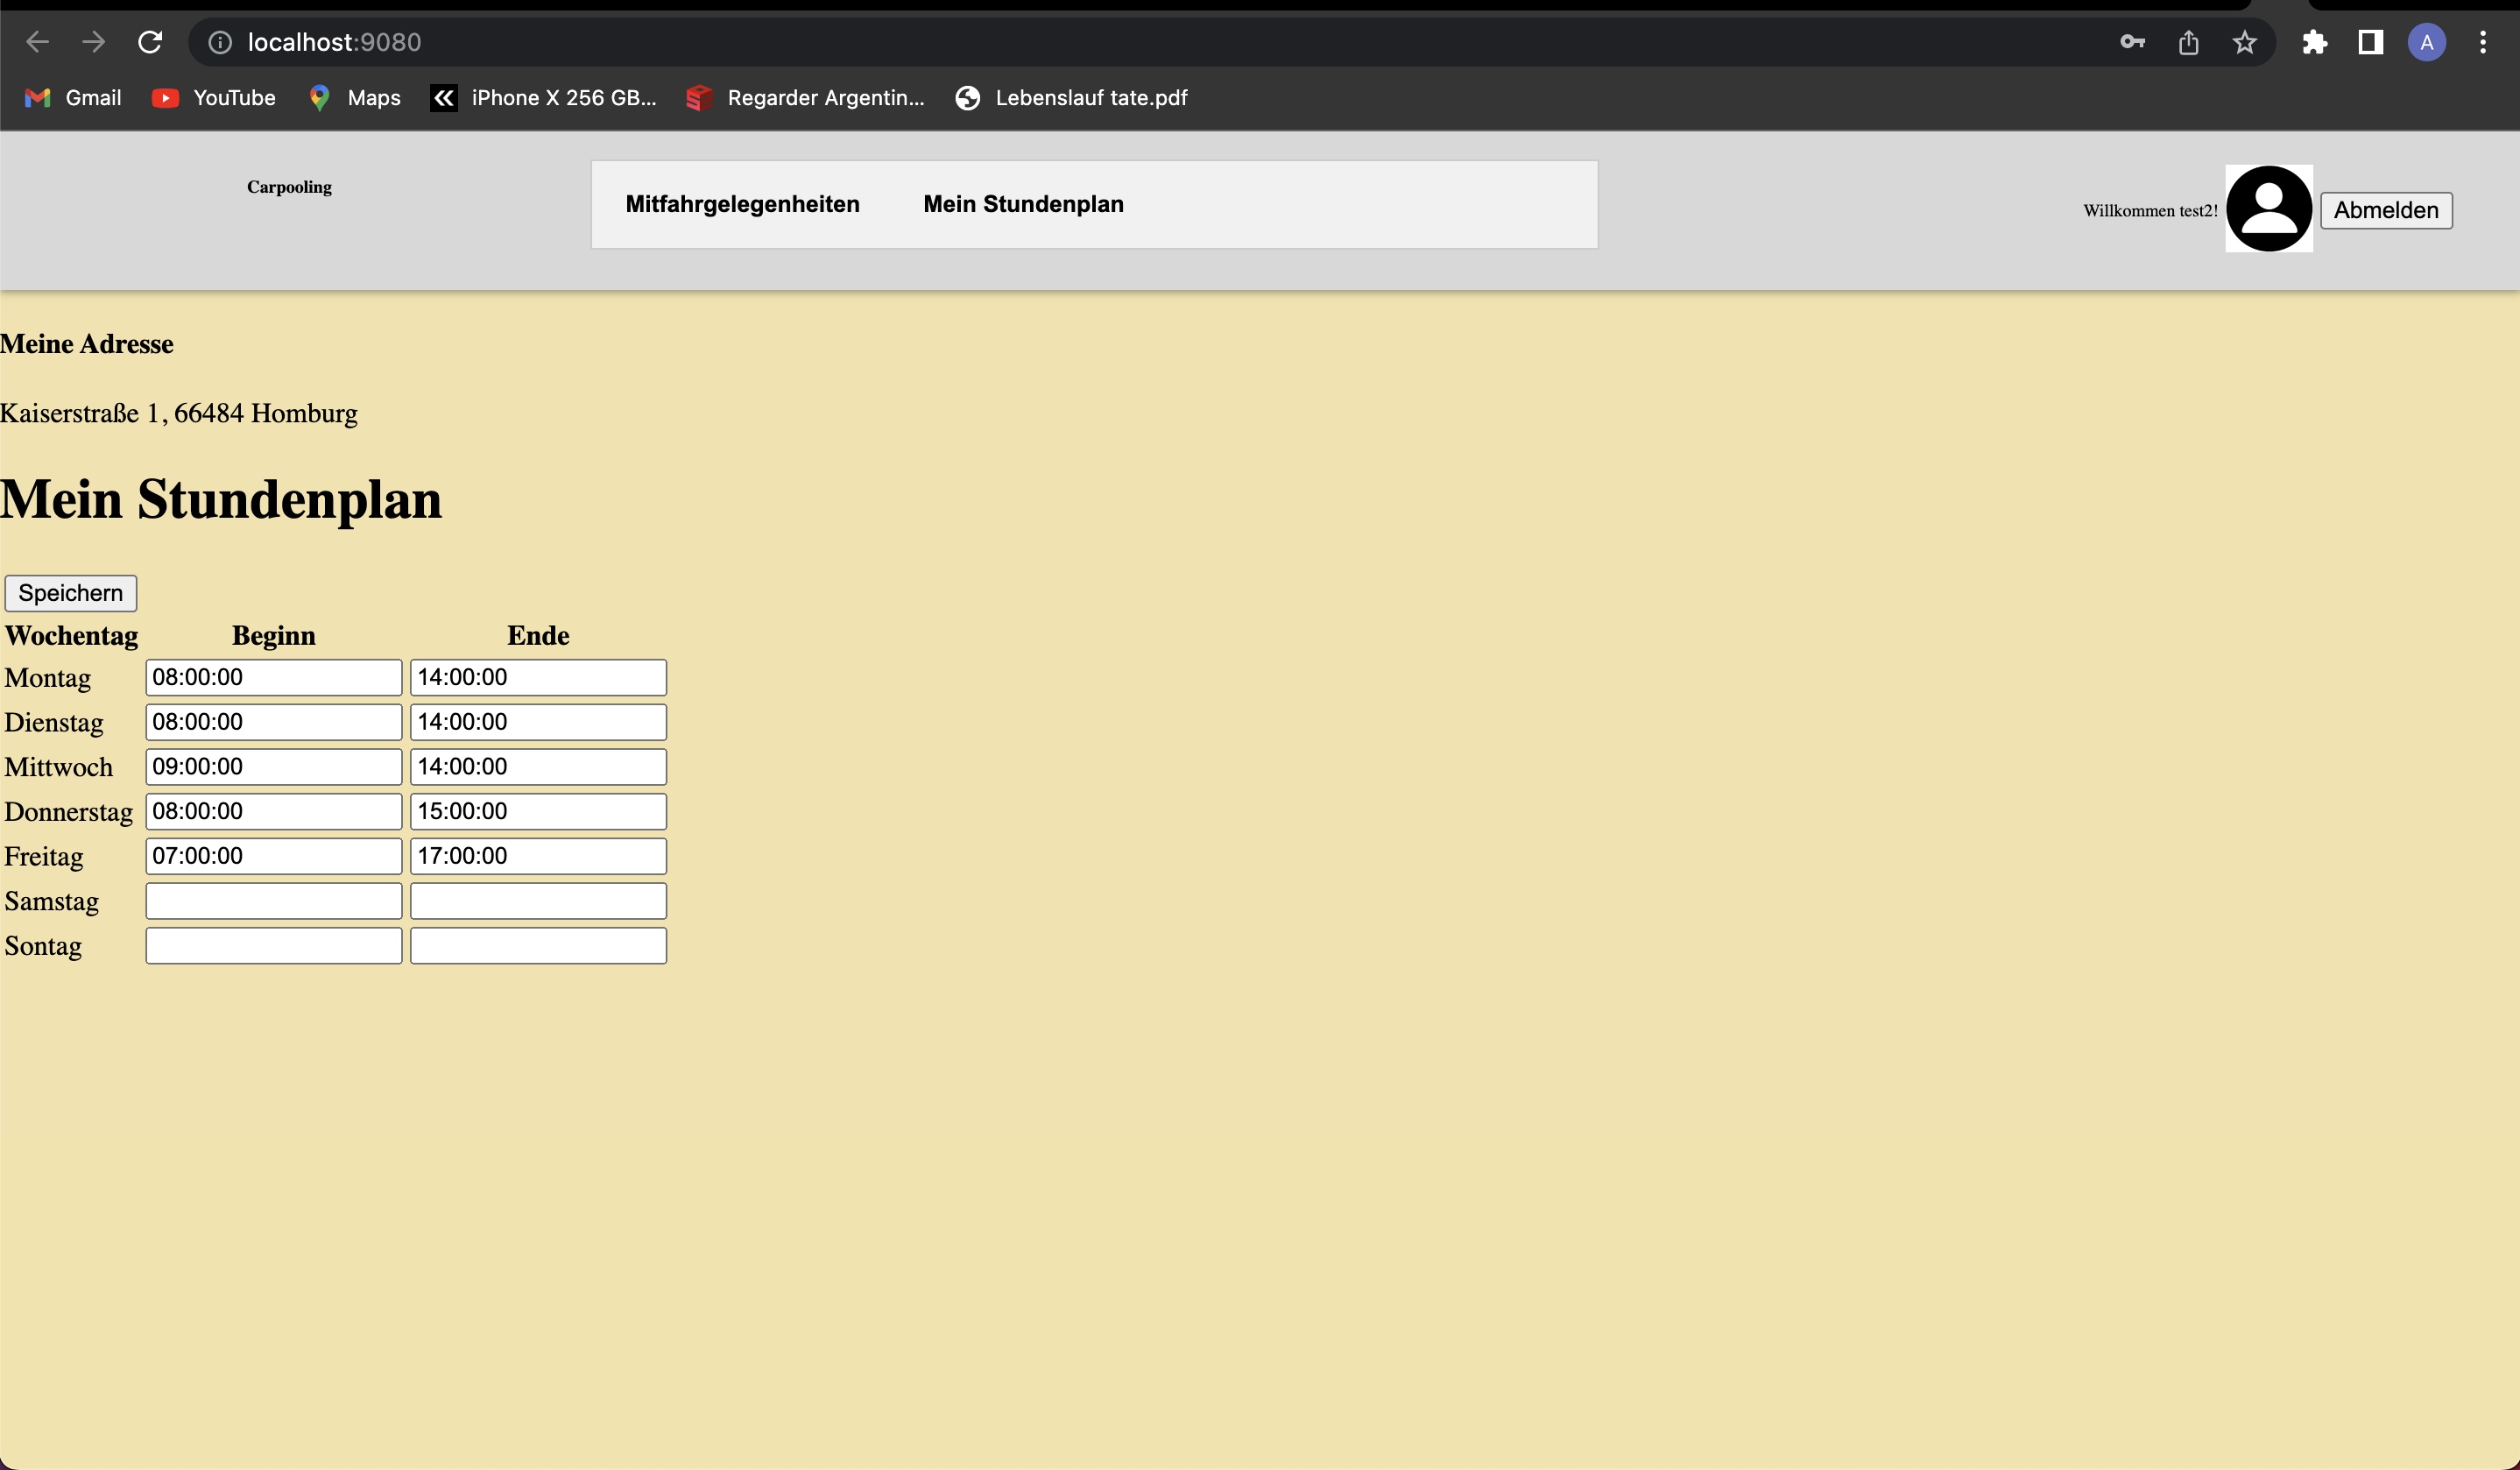 localhost:9080
A
Gmail YouTube Maps iPhone X 256 GB... Regarder Argentin... Lebenslauf tate.pdf
Carpooling
Mitfahrgelegenheiten Mein Stundenplan
Willkommen test2! Abmelden
Meine Adresse
Kaiserstraße 1, 66484 Homburg
Mein Stundenplan
Speichern
Wochentag Beginn Ende
Montag 08:00:00 14:00:00
Dienstag 08:00:00 14:00:00
Mittwoch 09:00:00 14:00:00
Donnerstag 08:00:00 15:00:00
Freitag 07:00:00 17:00:00
Samstag
Sontag